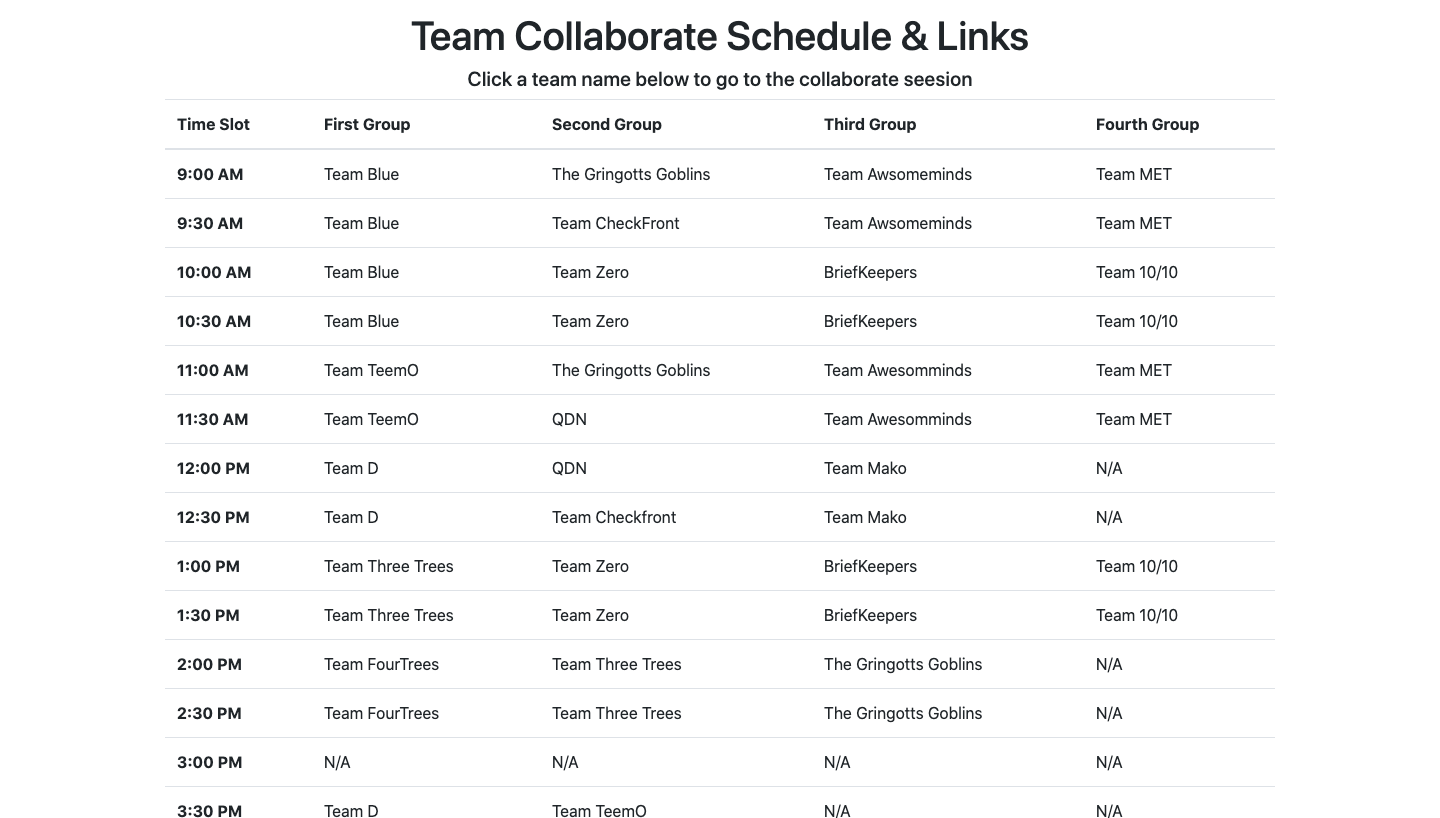 Team Collaborate Schedule & Links
Click a team name below to go to the collaborate seesion
Time Slot First Group Second Group Third Group Fourth Group
9:00 AM Team Blue The Gringotts Goblins Team Awsomeminds Team MET
9:30 AM Team Blue Team CheckFront Team Awsomeminds Team MET
10:00 AM Team Blue Team Zero BriefKeepers Team 10/10
10:30 AM Team Blue Team Zero BriefKeepers Team 10/10
11:00 AM Team TeemO The Gringotts Goblins Team Awesomminds Team MET
11:30 AM Team TeemO QDN Team Awesomminds Team MET
12:00 PM Team D QDN Team Mako N/A
12:30 PM Team D Team Checkfront Team Mako N/A
1:00 PM Team Three Trees Team Zero BriefKeepers Team 10/10
1:30 PM Team Three Trees Team Zero BriefKeepers Team 10/10
2:00 PM Team FourTrees Team Three Trees The Gringotts Goblins N/A
2:30 PM Team FourTrees Team Three Trees The Gringotts Goblins N/A
3:00 PM N/A N/A N/A N/A
3:30 PM Team D Team TeemO N/A N/A